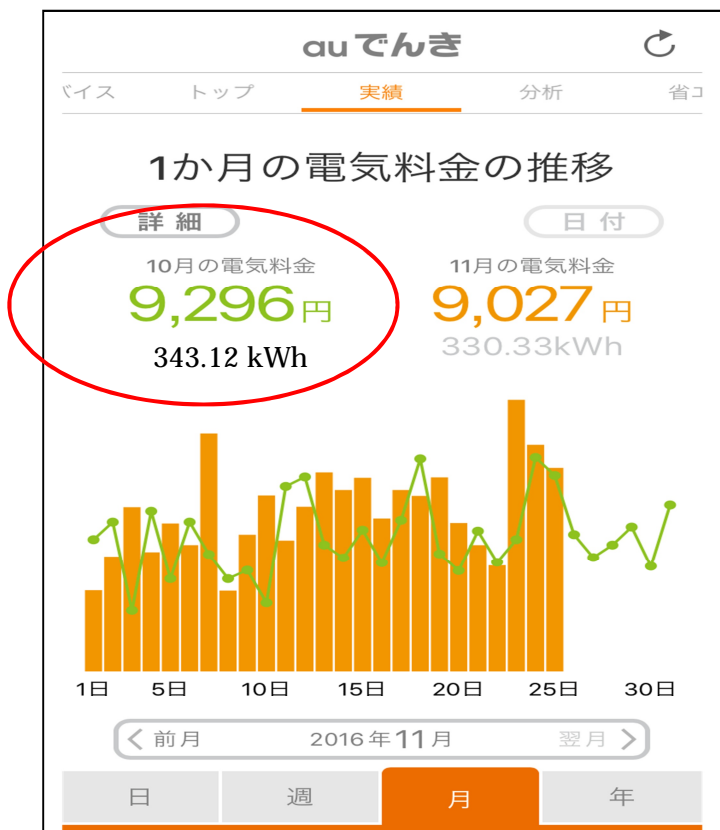 au でんき
バイス トップ 実績 分析 省コ
1か月の電気料金の推移
詳細 日付
10月の電気料金 11月の電気料金
9,296円 9,027円
343.12 kWh 330.33kWh
1日 5日 10日 15日 20日 25日 30日
前月 2016年11月 翌月
日 週 月 年